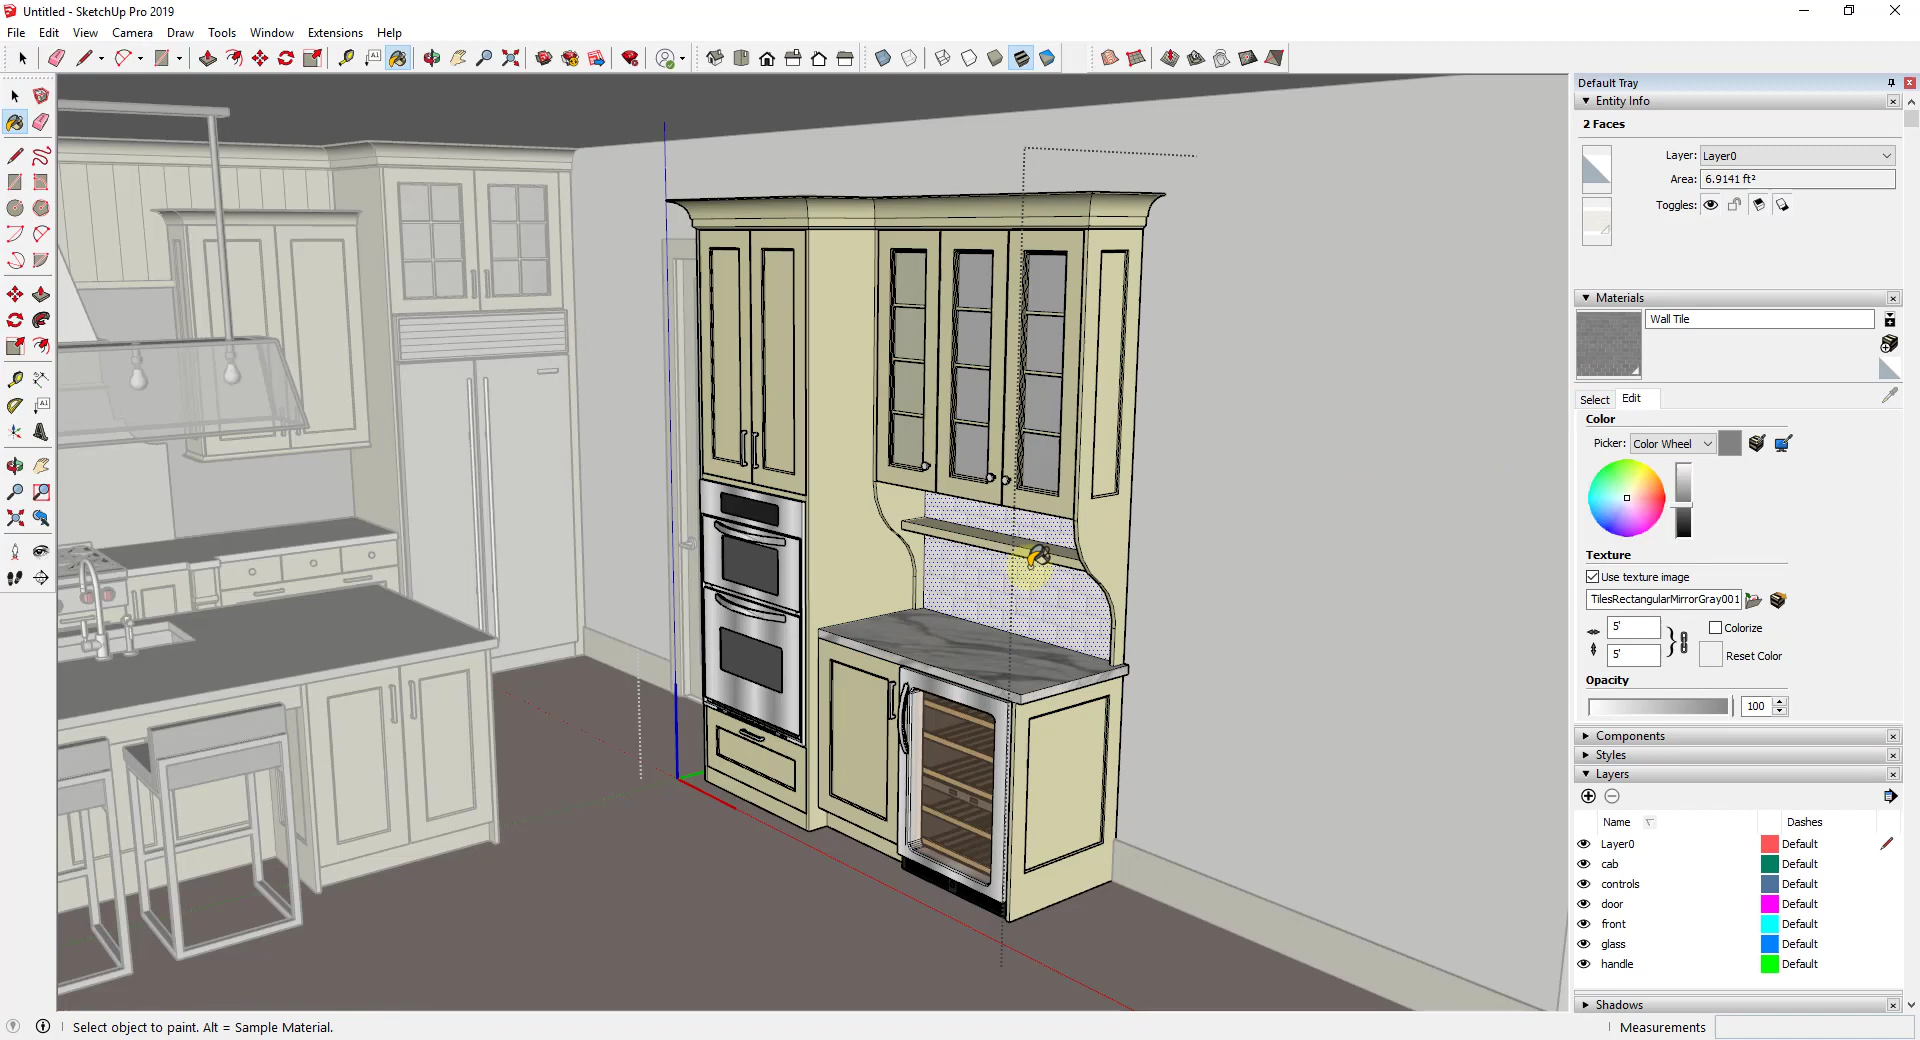 Untitled - SketchUp Pro 2019
File Edit View Camera Draw Tools Window Extensions Help
Default Tray
Entity Info
2 Faces
Layer: Layer0
Area: 6.9141 ft²
Toggles:
Materials
Wall Tile
Select Edit
Color
Picker: Color Wheel
Texture
Use texture image
TilesRectangularMirrorGray001
5'
Colorize
5'
Reset Color
Opacity
100
Components
Styles
Layers
Name Dashes
Layer0 Default
cab Default
controls Default
door Default
front Default
glass Default
handle Default
Shadows
Select object to paint. Alt = Sample Material.
Measurements